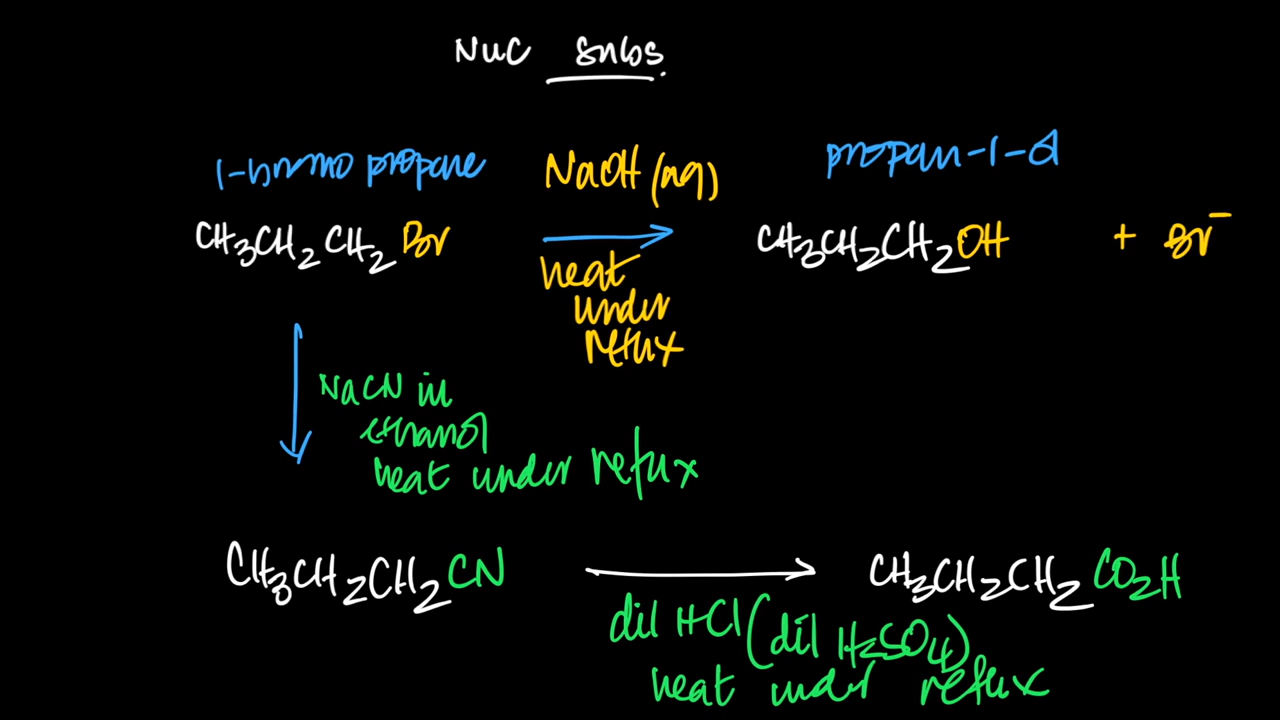 Nuc Subs.
1-bromo propane NaOH (aq) propan-1-ol
CH3CH2CH2Br → CH3CH2CH2OH + Br⁻
heat
under
reflux
NaCN in
ethanol
heat under reflux
CH3CH2CH2CN → CH3CH2CH2CO2H
dil HCl (dil H2SO4)
heat under reflux